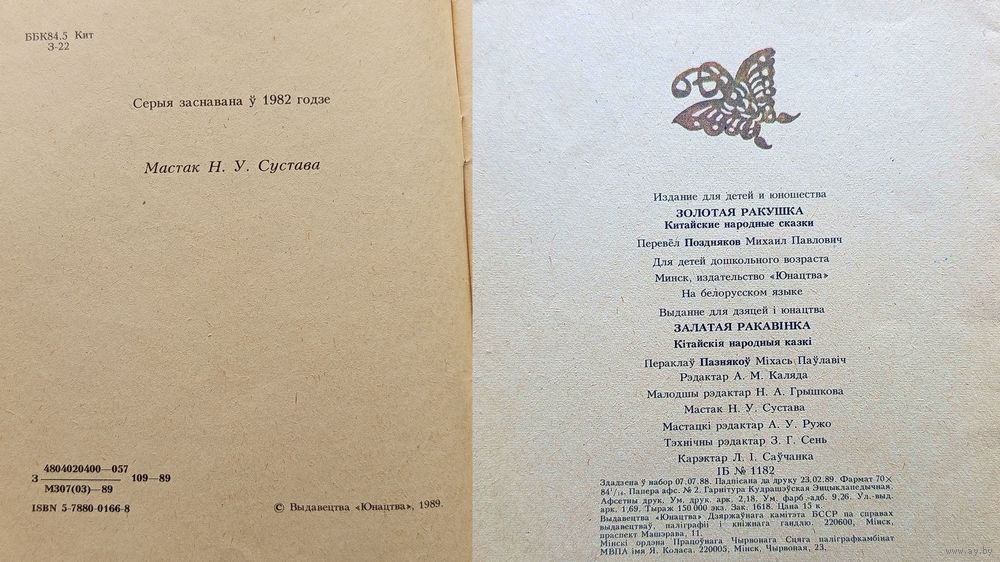 ББК84.5 Кит
З-22
Серыя заснавана ў 1982 годзе
Мастак Н. У. Сустава
З 4804020400—057
М307(03)—89 109—89
ISBN 5-7880-0166-8
© Выдавецтва «Юнацтва», 1989.
Издание для детей и юношества
ЗОЛОТАЯ РАКУШКА
Китайские народные сказки
Перевёл Поздняков Михаил Павлович
Для детей дошкольного возраста
Минск, издательство «Юнацтва»
На белорусском языке
Выданне для дзяцей і юнацтва
ЗАЛАТАЯ РАКАВІНКА
Кітайскія народныя казкі
Пераклаў Пазнякоў Міхась Паўлавіч
Рэдактар А. М. Каляда
Малодшы рэдактар Н. А. Грышкова
Мастак Н. У. Сустава
Мастацкі рэдактар А. У. Ружо
Тэхнічны рэдактар З. Г. Сень
Карэктар Л. І. Саўчанка
ІБ № 1182
Здадзена ў набор 07.07.88. Падпісана да друку 23.02.89. Фармат 70×
84¹/₁₆. Папера афс. № 2. Гарнітура Кудрашэўская Энцыклапедычная.
Афсетны друк. Ум. друк. арк. 2,18. Ум. фарб.-адб. 9,26. Ул.-выд.
арк. 1,69. Тыраж 150 000 экз. Зак. 1618. Цана 15 к.
Выдавецтва «Юнацтва» Дзяржаўнага камітэта БССР па справах
выдавецтваў, паліграфіі і кніжнага гандлю. 220600, Мінск,
праспект Машэрава, 11.
Мінскі ордэна Працоўнага Чырвонага Сцяга паліграфкамбінат
МВПА імя Я. Коласа. 220005, Мінск, Чырвоная, 23.
www.ay.by